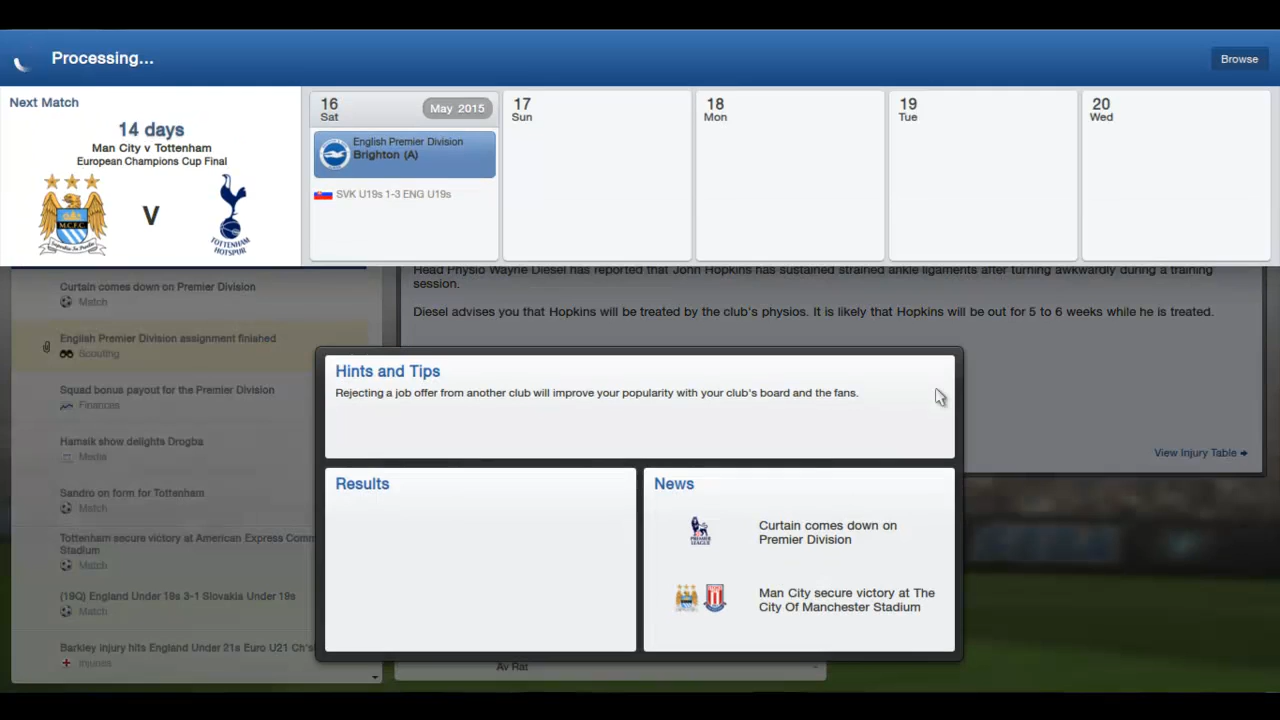 Processing...
Browse
Next Match
14 days
Man City v Tottenham
European Champions Cup Final
M.C.F.C.
V
TOTTENHAM
HOTSPUR
16
Sat
May 2015
English Premier Division
Brighton (A)
SVK U19s 1-3 ENG U19s
17
Sun
18
Mon
19
Tue
20
Wed
Curtain comes down on Premier Division
Match
English Premier Division assignment finished
Scouting
Squad bonus payout for the Premier Division
Finances
Hamsik show delights Drogba
Media
Sandro on form for Tottenham
Match
Tottenham secure victory at American Express Comm
Stadium
Match
(19Q) England Under 19s 3-1 Slovakia Under 19s
Match
Barkley injury hits England Under 21s Euro U21 Ch's
Injuries
Head Physio Wayne Diesel has reported that John Hopkins has sustained strained ankle ligaments after turning awkwardly during a training
session.
Diesel advises you that Hopkins will be treated by the club's physios. It is likely that Hopkins will be out for 5 to 6 weeks while he is treated.
View Injury Table
Hints and Tips
Rejecting a job offer from another club will improve your popularity with your club's board and the fans.
Results
News
Curtain comes down on
Premier Division
Man City secure victory at The
City Of Manchester Stadium
Av Rat
-